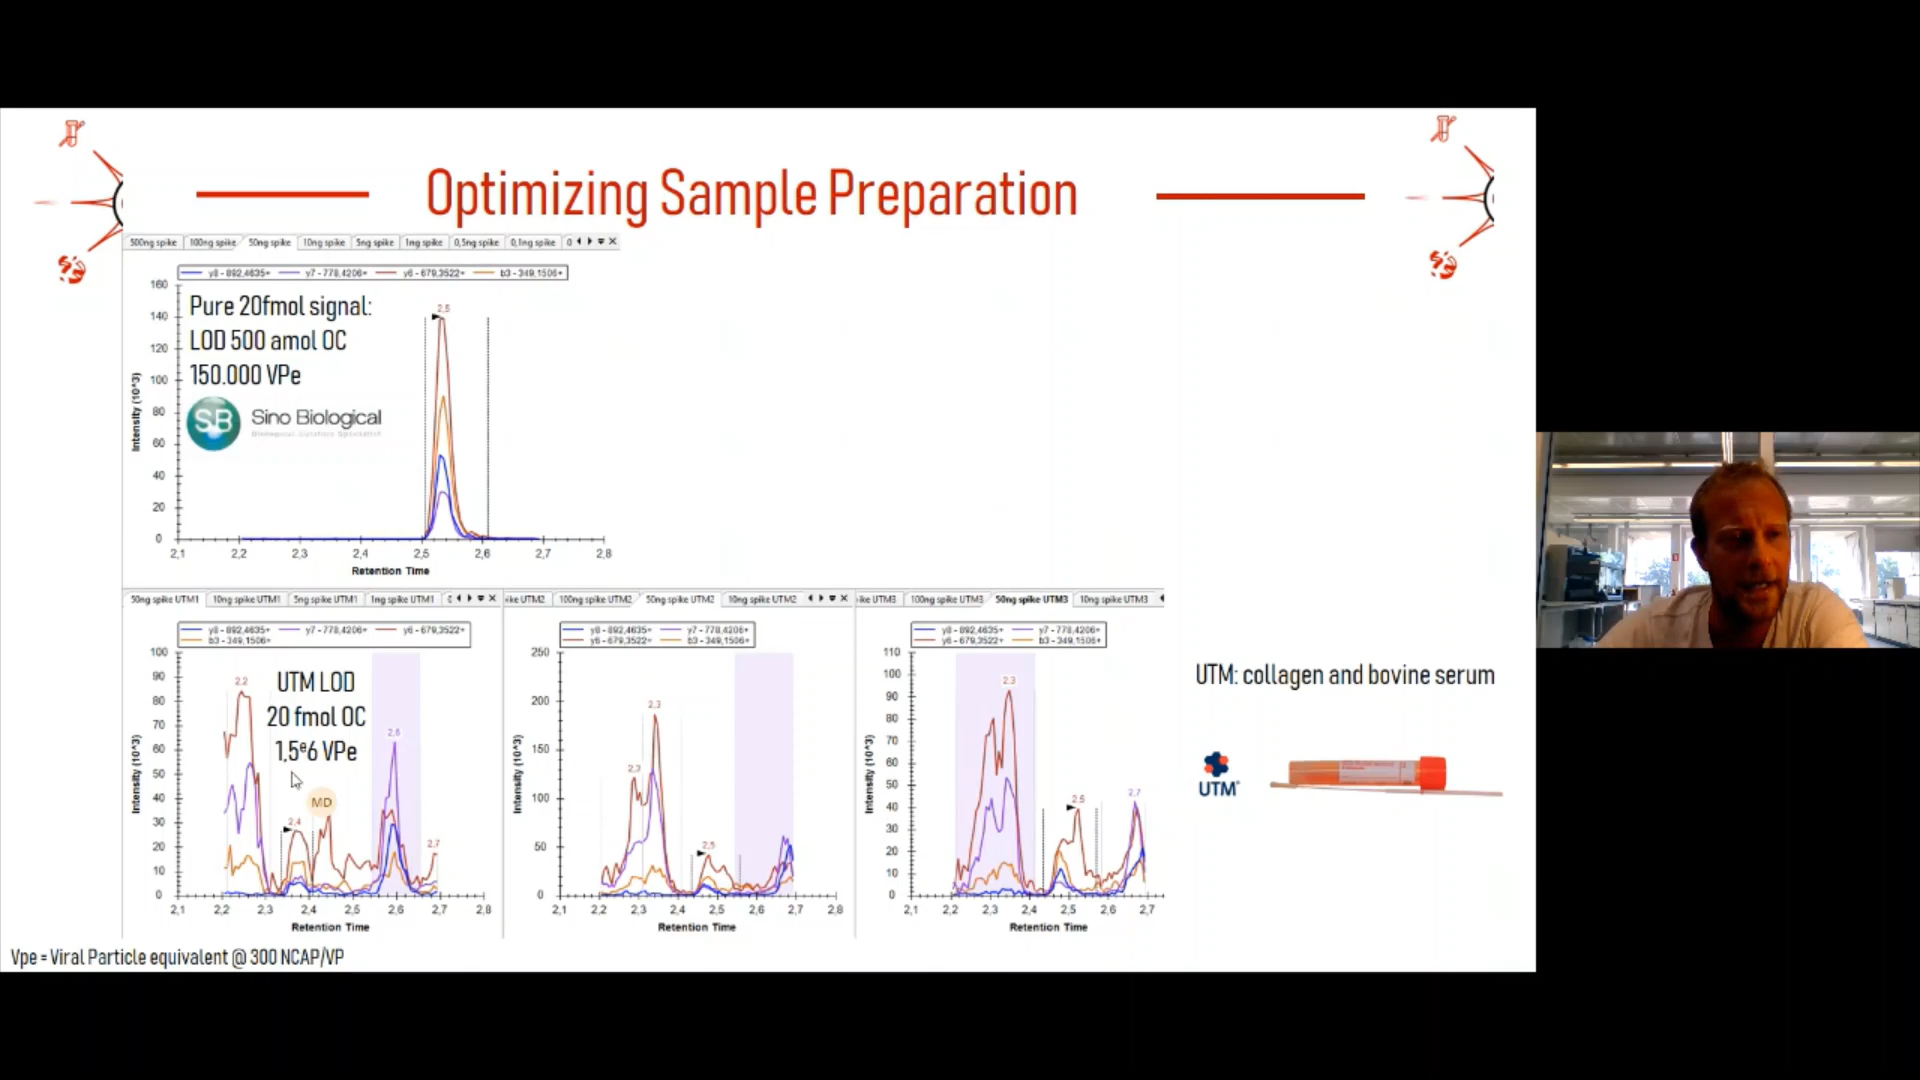 Optimizing Sample Preparation
500ng spike 100ng spike 50ng spike 10ng spike 5ng spike 1ng spike 0,5ng spike 0,1ng spike 0
y8 - 892,4635+ y7 - 778,4206+ y6 - 679,3522+ b3 - 349,1506+
Pure 20fmol signal:
LOD 500 amol OC
150.000 VPe
SB Sino Biological
2,5
Intensity (10^3)
160
140
120
100
80
60
40
20
0
2,1 2,2 2,3 2,4 2,5 2,6 2,7 2,8
Retention Time
50ng spike UTM1 10ng spike UTM1 5ng spike UTM1 1ng spike UTM1
y8 - 892,4635+ y7 - 778,4206+ y6 - 679,3522+
b3 - 349,1506+
UTM LOD
20 fmol OC
1,5e6 VPe
MD
2,2
2,4
2,6
2,7
Intensity (10^3)
100
90
80
70
60
50
40
30
20
10
0
2,1 2,2 2,3 2,4 2,5 2,6 2,7 2,8
Retention Time
ike UTM2 100ng spike UTM2 50ng spike UTM2 10ng spike UTM2
y8 - 892,4635+ y7 - 778,4206+
y6 - 679,3522+ b3 - 349,1506+
2,3
2,3
2,5
Intensity (10^3)
250
200
150
100
50
0
2,1 2,2 2,3 2,4 2,5 2,6 2,7 2,8
Retention Time
ike UTM3 100ng spike UTM3 50ng spike UTM3 10ng spike UTM3
y8 - 892,4635+ y7 - 778,4206+
y6 - 679,3522+ b3 - 349,1506+
2,3
2,5
2,7
Intensity (10^3)
110
100
90
80
70
60
50
40
30
20
10
0
2,1 2,2 2,3 2,4 2,5 2,6 2,7
Retention Time
UTM: collagen and bovine serum
UTM
Vpe = Viral Particle equivalent @ 300 NCAP/VP